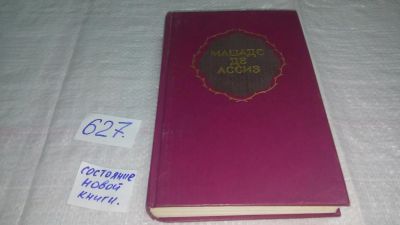 МАШАДО
ДЕ
АССИЗ
627.
СОСТОЯНИЕ
НОВОЙ
КНИГИ.